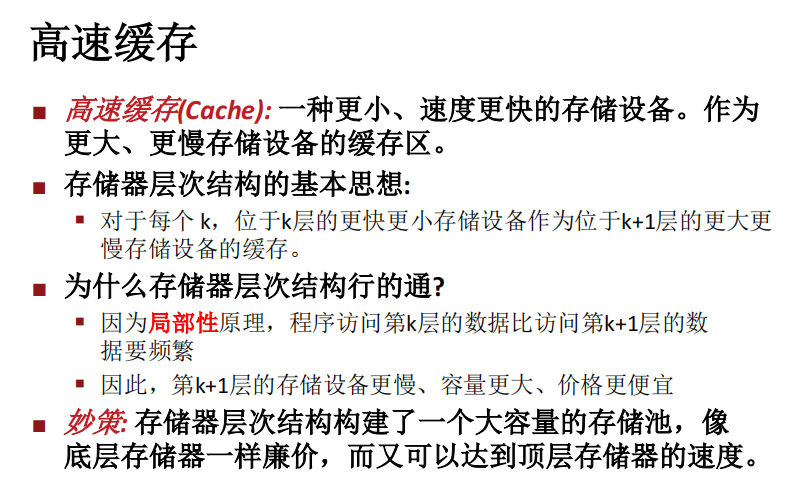 高速缓存
高速缓存(Cache): 一种更小、速度更快的存储设备。作为
更大、更慢存储设备的缓存区。
存储器层次结构的基本思想:
对于每个 k，位于k层的更快更小存储设备作为位于k+1层的更大更
慢存储设备的缓存。
为什么存储器层次结构行的通?
因为局部性原理，程序访问第k层的数据比访问第k+1层的数
据要频繁
因此，第k+1层的存储设备更慢、容量更大、价格更便宜
妙策: 存储器层次结构构建了一个大容量的存储池，像
底层存储器一样廉价，而又可以达到顶层存储器的速度。